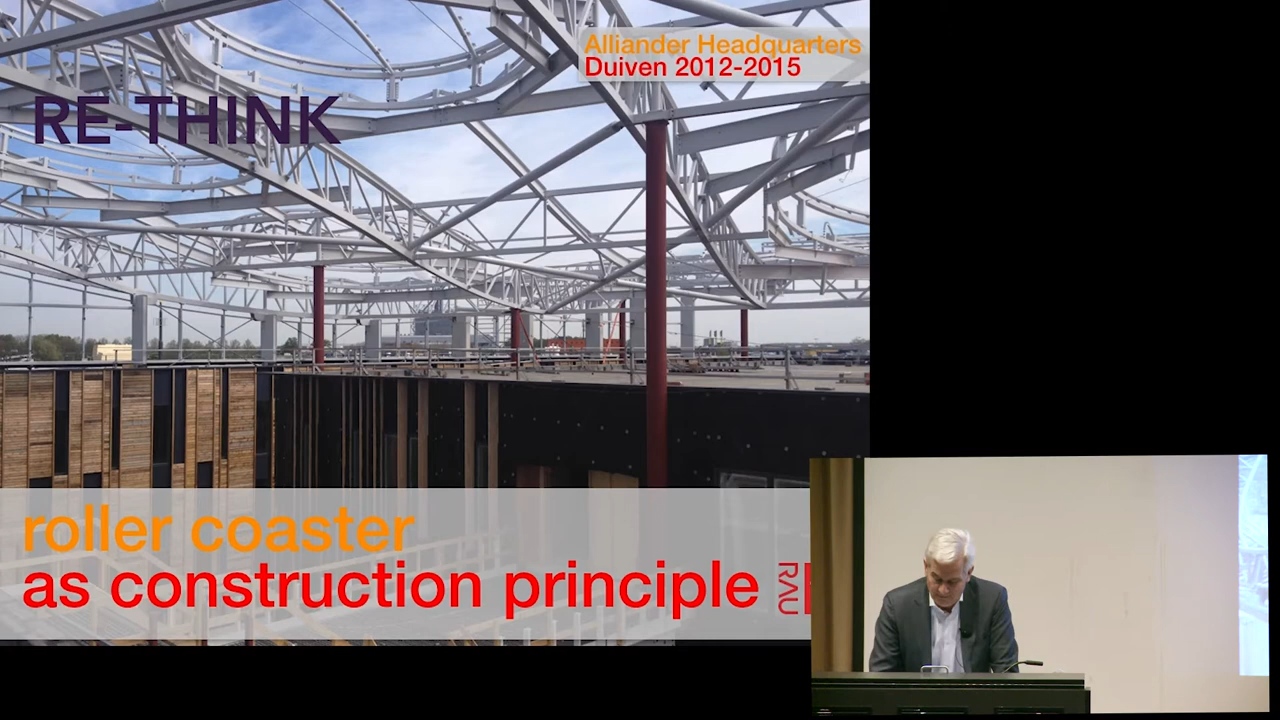 Alliander Headquarters
Duiven 2012-2015
RE-THINK
roller coaster
as construction principle
RAU